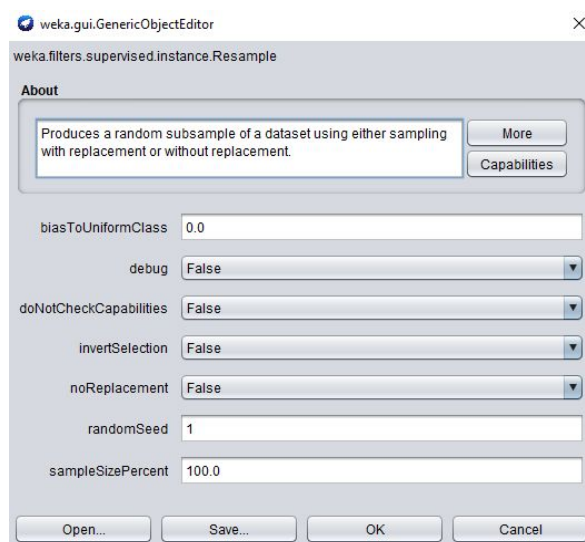 weka.gui.GenericObjectEditor
weka.filters.supervised.instance.Resample
About
Produces a random subsample of a dataset using either sampling
with replacement or without replacement.
More
Capabilities
biasToUniformClass 0.0
debug False
doNotCheckCapabilities False
invertSelection False
noReplacement False
randomSeed 1
sampleSizePercent 100.0
Open... Save... OK Cancel